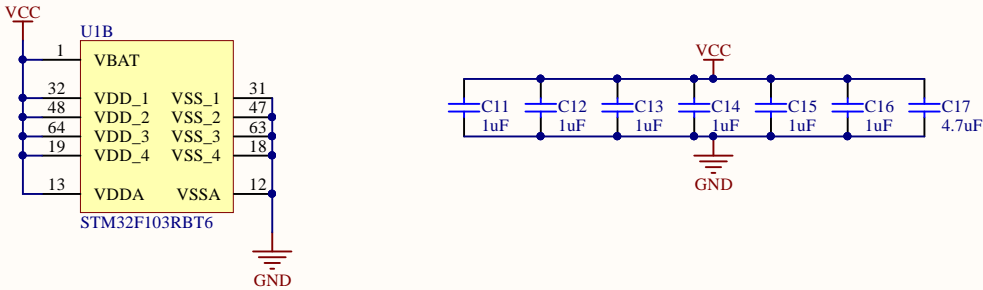 VCC
U1B
1 VBAT
32 VDD_1 VSS_1 31
48 VDD_2 VSS_2 47
64 VDD_3 VSS_3 63
19 VDD_4 VSS_4 18
13 VDDA VSSA 12
STM32F103RBT6
GND
VCC
C11 C12 C13 C14 C15 C16 C17
1uF 1uF 1uF 1uF 1uF 1uF 4.7uF
GND